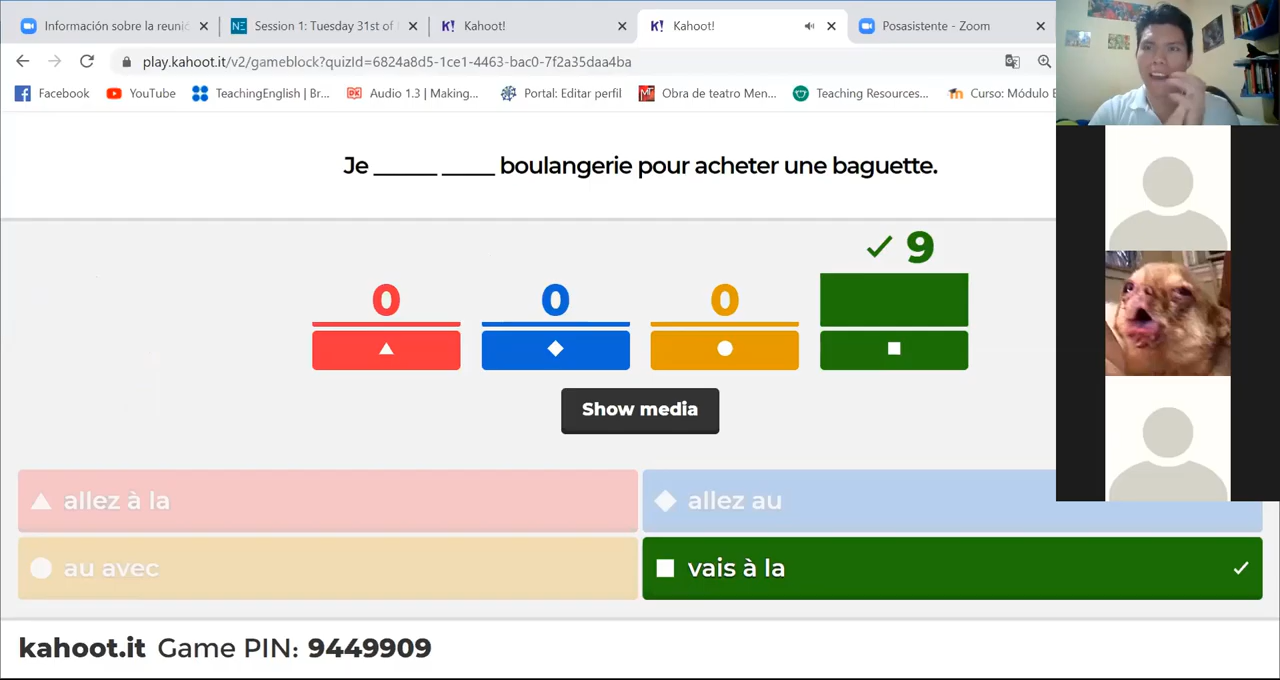 Información sobre la reunió
Session 1: Tuesday 31st of
Kahoot!
Kahoot!
Posasistente - Zoom
play.kahoot.it/v2/gameblock?quizId=6824a8d5-1ce1-4463-bac0-7f2a35daa4ba
Facebook YouTube TeachingEnglish | Br... Audio 1.3 | Making... Portal: Editar perfil Obra de teatro Men... Teaching Resources... Curso: Módulo
Je _____ ____ boulangerie pour acheter une baguette.
0 0 0 9
Show media
allez à la
allez au
au avec
vais à la
kahoot.it Game PIN: 9449909